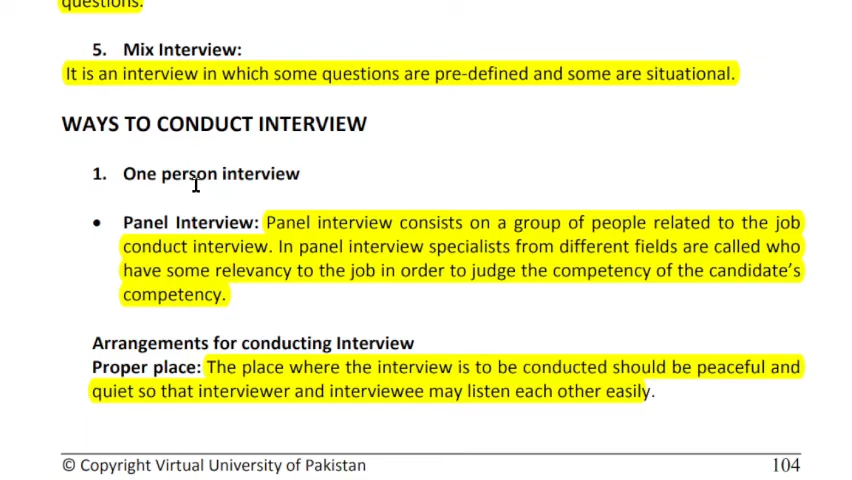 questions.
5. Mix Interview:
It is an interview in which some questions are pre-defined and some are situational.
WAYS TO CONDUCT INTERVIEW
1. One person interview
• Panel Interview: Panel interview consists on a group of people related to the job
conduct interview. In panel interview specialists from different fields are called who
have some relevancy to the job in order to judge the competency of the candidate’s
competency.
Arrangements for conducting Interview
Proper place: The place where the interview is to be conducted should be peaceful and
quiet so that interviewer and interviewee may listen each other easily.
© Copyright Virtual University of Pakistan 104